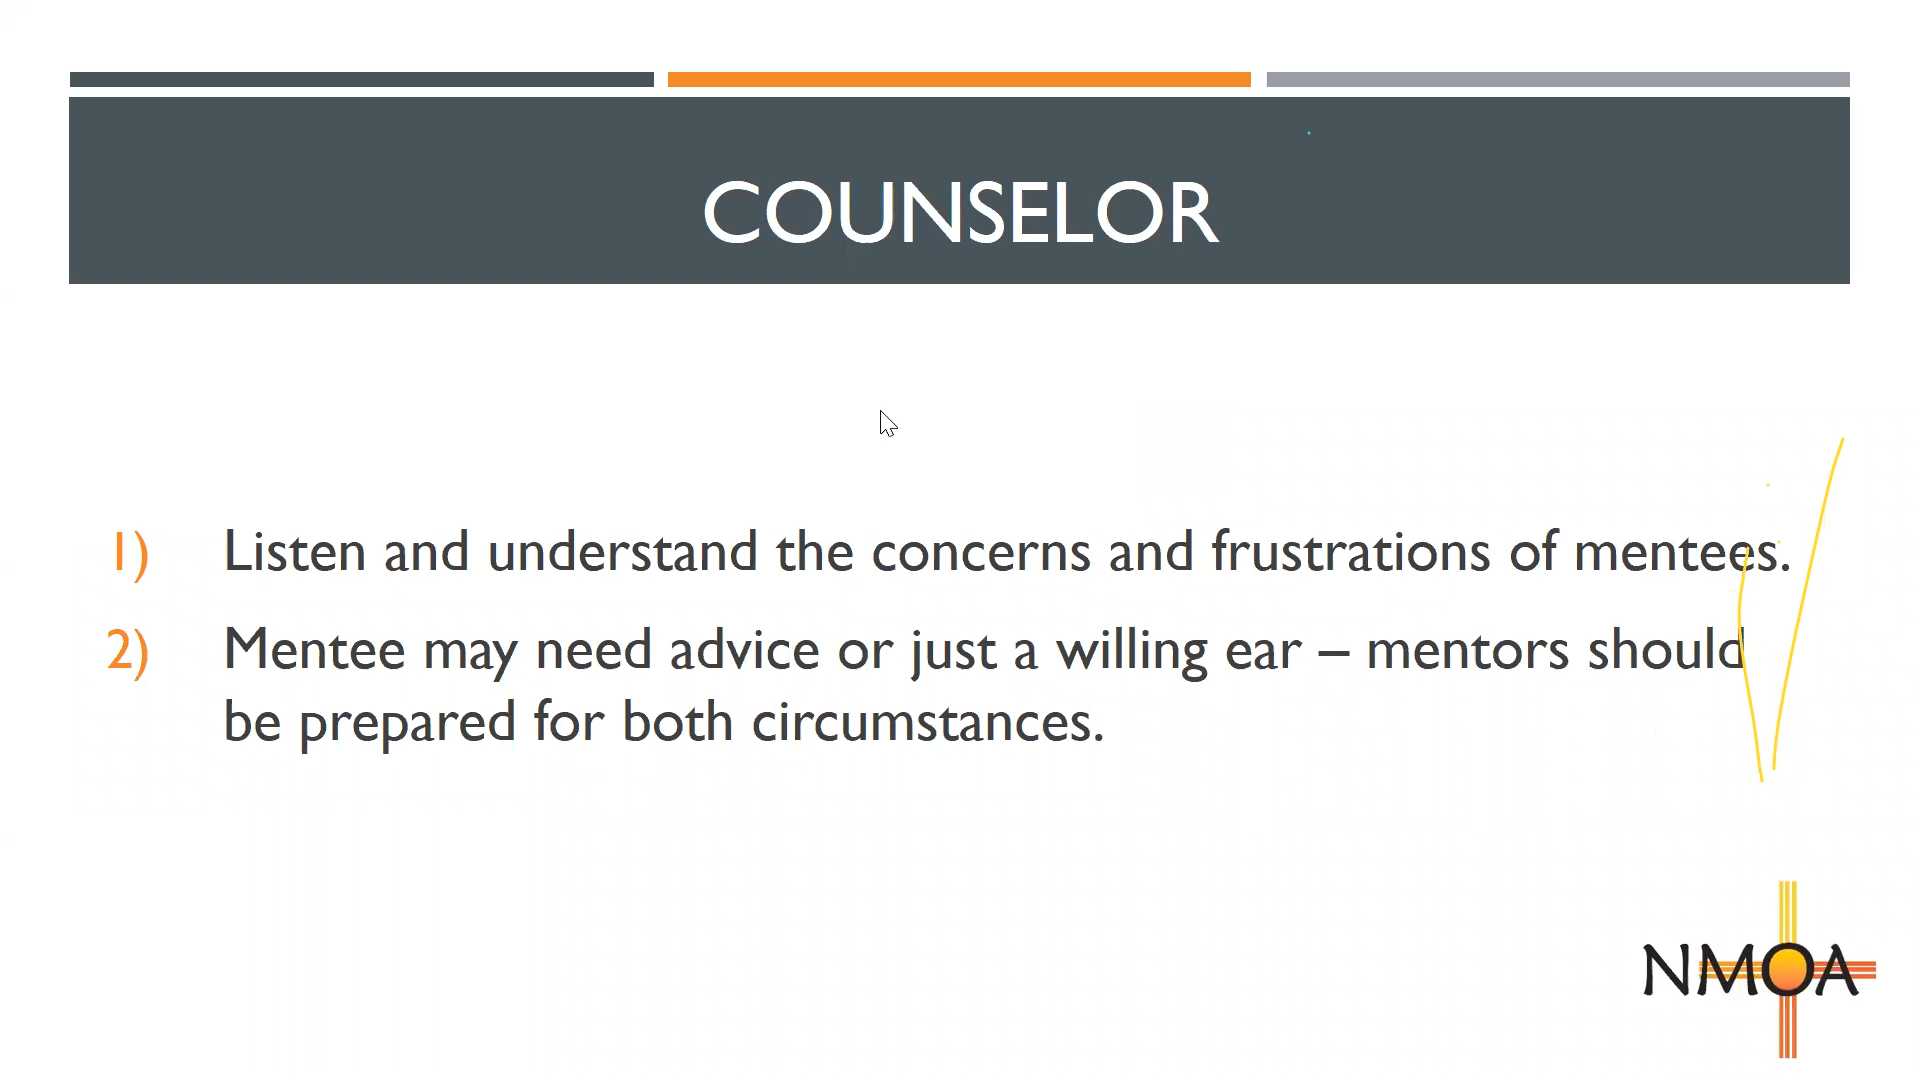 COUNSELOR
1) Listen and understand the concerns and frustrations of mentees.
2) Mentee may need advice or just a willing ear – mentors should
be prepared for both circumstances.
NMOA